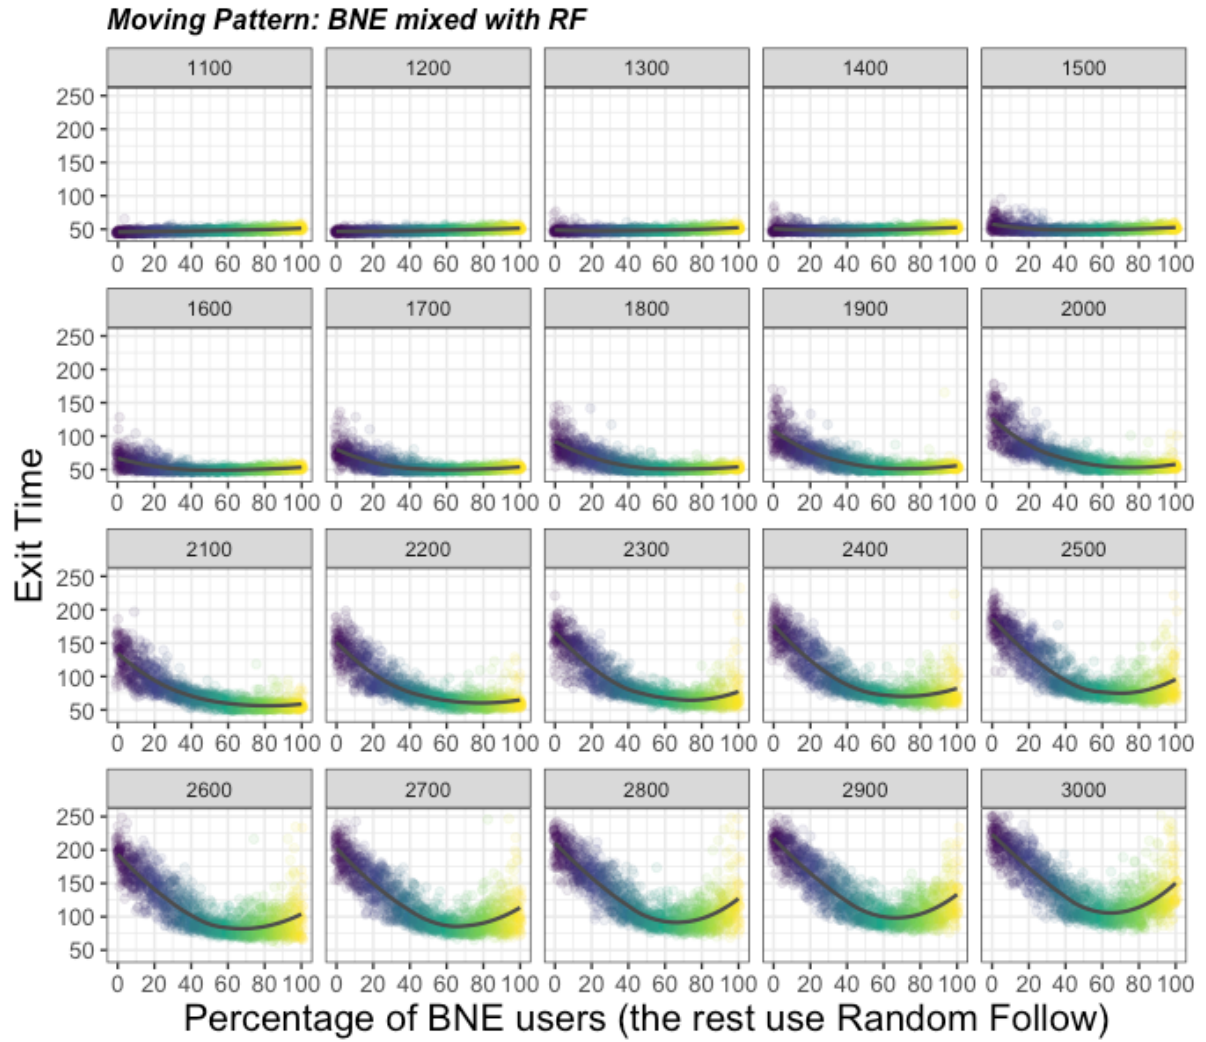 Moving Pattern: BNE mixed with RF
1100 1200 1300 1400 1500
250
200
150
100
50
0 20 40 60 80 100 0 20 40 60 80 100 0 20 40 60 80 100 0 20 40 60 80 100 0 20 40 60 80 100
1600 1700 1800 1900 2000
250
200
150
100
50
0 20 40 60 80 100 0 20 40 60 80 100 0 20 40 60 80 100 0 20 40 60 80 100 0 20 40 60 80 100
Exit Time
2100 2200 2300 2400 2500
250
200
150
100
50
0 20 40 60 80 100 0 20 40 60 80 100 0 20 40 60 80 100 0 20 40 60 80 100 0 20 40 60 80 100
2600 2700 2800 2900 3000
250
200
150
100
50
0 20 40 60 80 100 0 20 40 60 80 100 0 20 40 60 80 100 0 20 40 60 80 100 0 20 40 60 80 100
Percentage of BNE users (the rest use Random Follow)